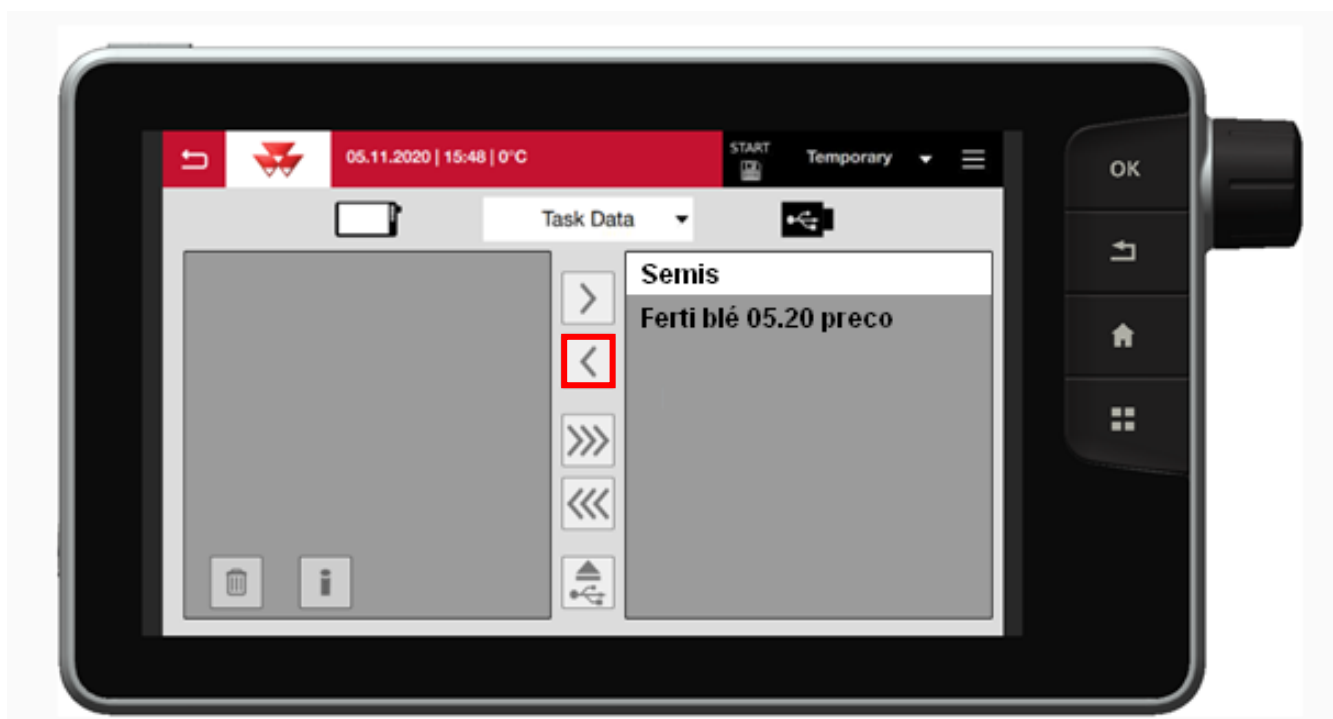 05.11.2020 | 15:48 | 0°C
START
Temporary
OK
Task Data
Semis
Ferti blé 05.20 preco